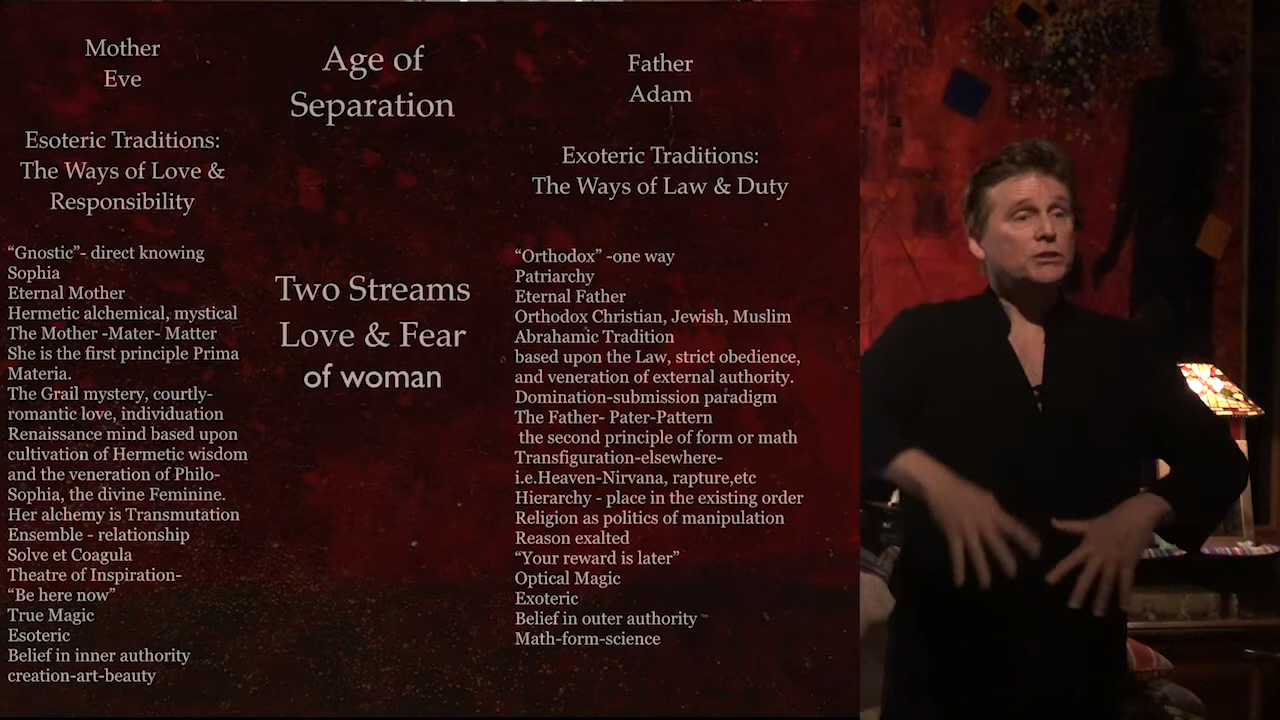 Mother
Eve
Esoteric Traditions:
The Ways of Love &
Responsibility
“Gnostic”- direct knowing
Sophia
Eternal Mother
Hermetic alchemical, mystical
The Mother -Mater- Matter
She is the first principle Prima
Materia.
The Grail mystery, courtly-
romantic love, individuation
Renaissance mind based upon
cultivation of Hermetic wisdom
and the veneration of Philo-
Sophia, the divine Feminine.
Her alchemy is Transmutation
Ensemble - relationship
Solve et Coagula
Theatre of Inspiration-
“Be here now”
True Magic
Esoteric
Belief in inner authority
creation-art-beauty
Age of
Separation
Two Streams
Love & Fear
of woman
Father
Adam
Exoteric Traditions:
The Ways of Law & Duty
“Orthodox” -one way
Patriarchy
Eternal Father
Orthodox Christian, Jewish, Muslim
Abrahamic Tradition
based upon the Law, strict obedience,
and veneration of external authority.
Domination-submission paradigm
The Father- Pater-Pattern
the second principle of form or math
Transfiguration-elsewhere-
i.e.Heaven-Nirvana, rapture,etc
Hierarchy - place in the existing order
Religion as politics of manipulation
Reason exalted
“Your reward is later”
Optical Magic
Exoteric
Belief in outer authority
Math-form-science